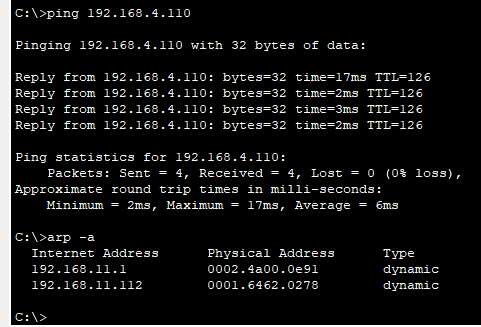 C:\>ping 192.168.4.110
Pinging 192.168.4.110 with 32 bytes of data:
Reply from 192.168.4.110: bytes=32 time=17ms TTL=126
Reply from 192.168.4.110: bytes=32 time=2ms TTL=126
Reply from 192.168.4.110: bytes=32 time=3ms TTL=126
Reply from 192.168.4.110: bytes=32 time=2ms TTL=126
Ping statistics for 192.168.4.110:
Packets: Sent = 4, Received = 4, Lost = 0 (0% loss),
Approximate round trip times in milli-seconds:
Minimum = 2ms, Maximum = 17ms, Average = 6ms
C:\>arp -a
Internet Address Physical Address Type
192.168.11.1 0002.4a00.0e91 dynamic
192.168.11.112 0001.6462.0278 dynamic
C:\>